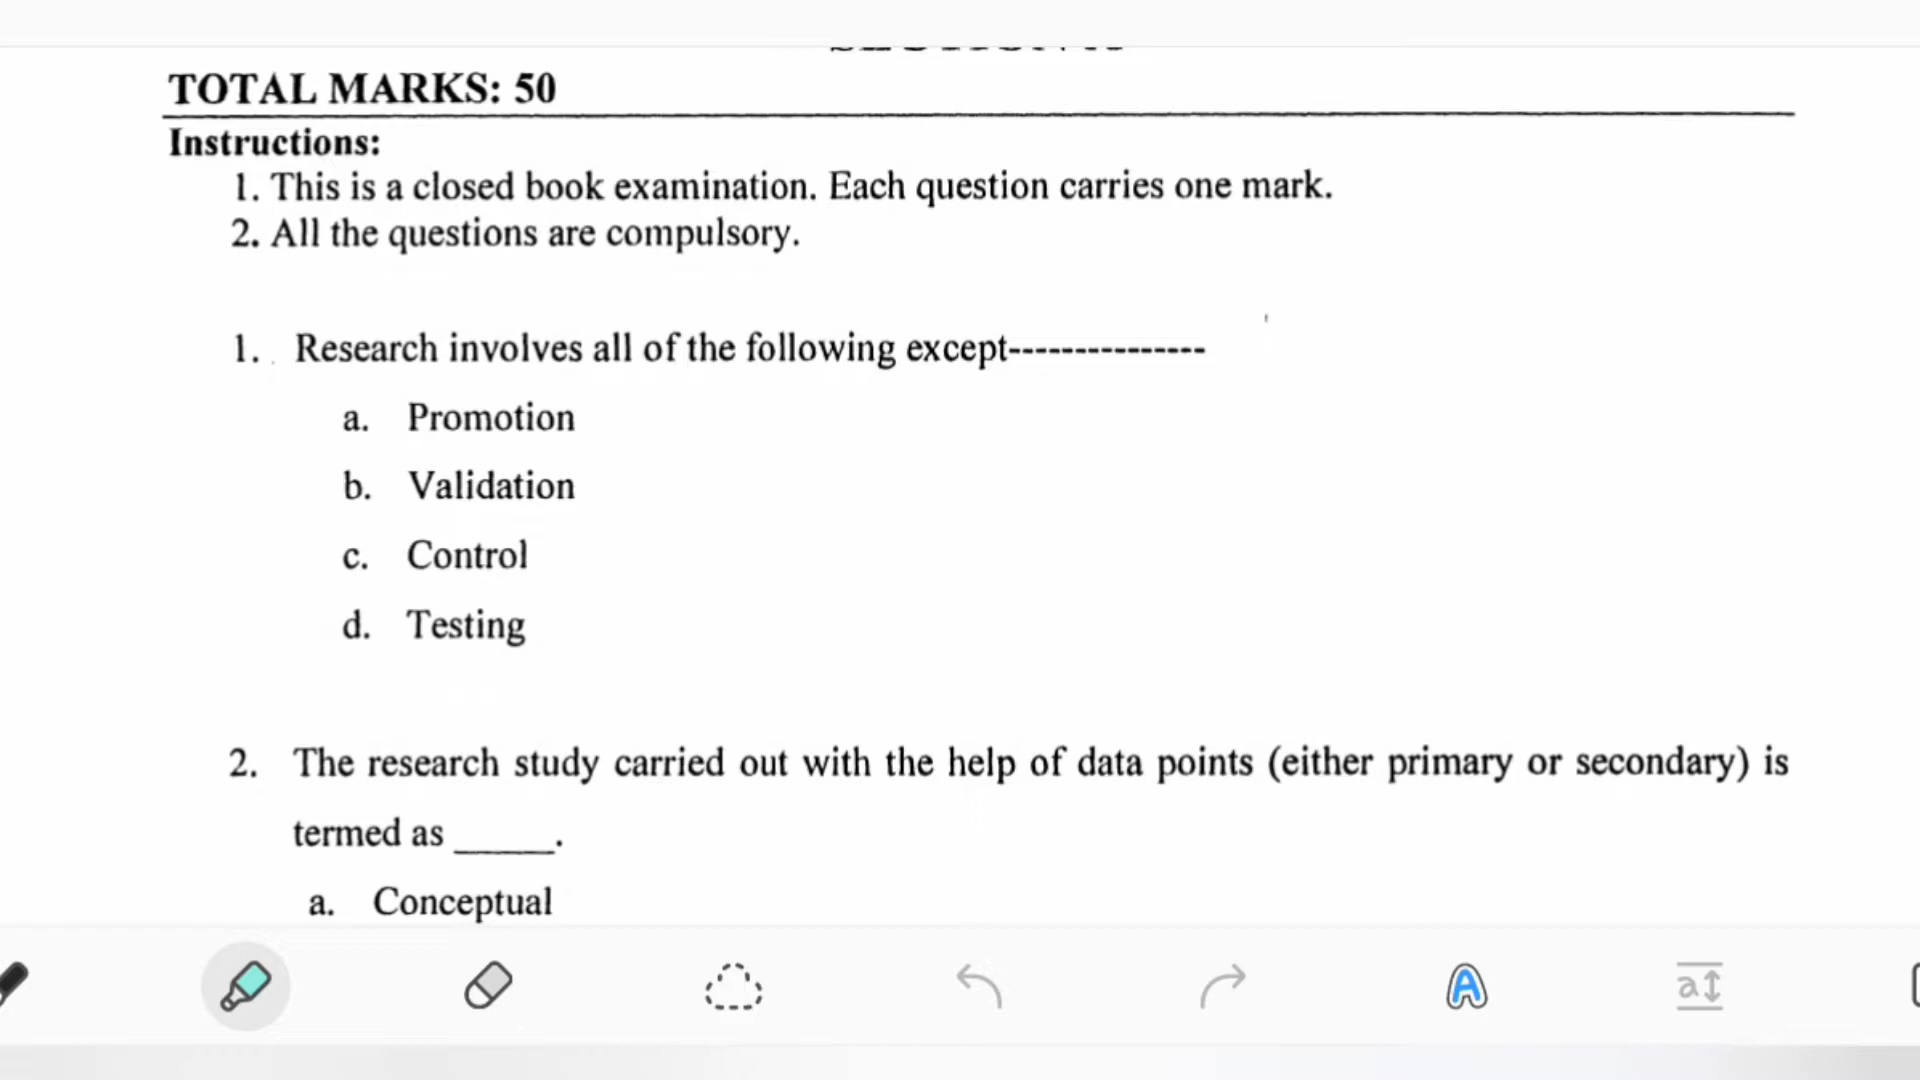 TOTAL MARKS: 50
Instructions:
1. This is a closed book examination. Each question carries one mark.
2. All the questions are compulsory.
1. Research involves all of the following except---------------
a. Promotion
b. Validation
c. Control
d. Testing
2. The research study carried out with the help of data points (either primary or secondary) is
termed as _____.
a. Conceptual
A
a